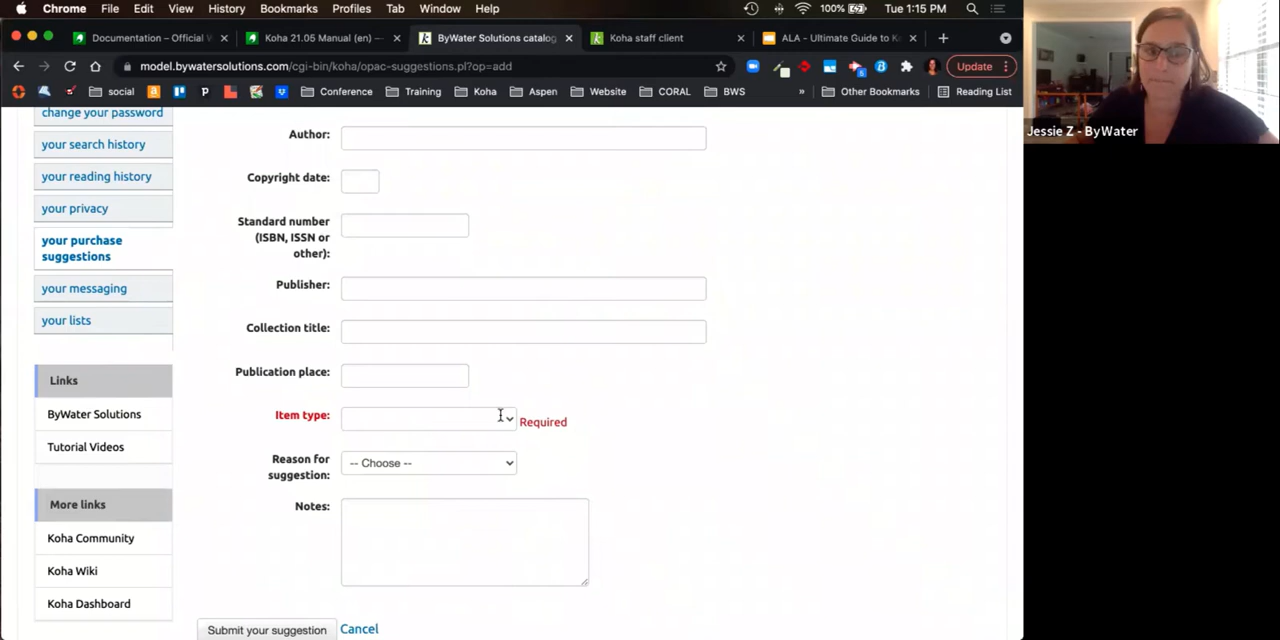 Chrome File Edit View History Bookmarks Profiles Tab Window Help 100% Tue 1:15 PM
Documentation – Official W Koha 21.05 Manual (en) — ByWater Solutions catalog Koha staff client ALA - Ultimate Guide to K
model.bywatersolutions.com/cgi-bin/koha/opac-suggestions.pl?op=add Update
social Conference Training Koha Aspen Website CORAL BWS » Other Bookmarks Reading List
Jessie Z - ByWater
change your password
your search history
your reading history
your privacy
your purchase
suggestions
your messaging
your lists
Links
ByWater Solutions
Tutorial Videos
More links
Koha Community
Koha Wiki
Koha Dashboard
Author:
Copyright date:
Standard number
(ISBN, ISSN or
other):
Publisher:
Collection title:
Publication place:
Item type: Required
Reason for
suggestion:
-- Choose --
Notes:
Submit your suggestion Cancel